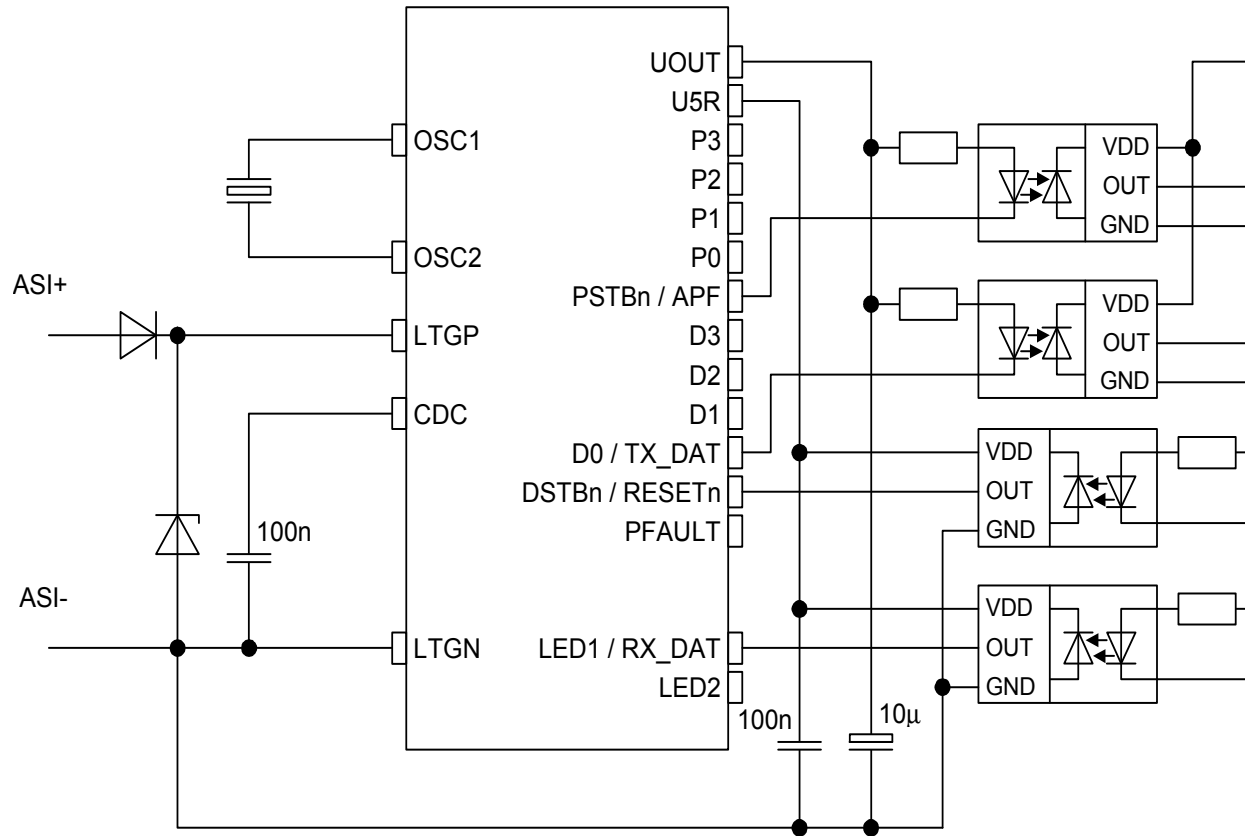 UOUT
U5R
OSC1
P3
P2
P1
P0
OSC2
PSTBn / APF
ASI+
LTGP
D3
D2
CDC
D1
D0 / TX_DAT
DSTBn / RESETn
PFAULT
100n
ASI-
LTGN
LED1 / RX_DAT
LED2
100n
10µ
VDD
OUT
GND
VDD
OUT
GND
VDD
OUT
GND
VDD
OUT
GND